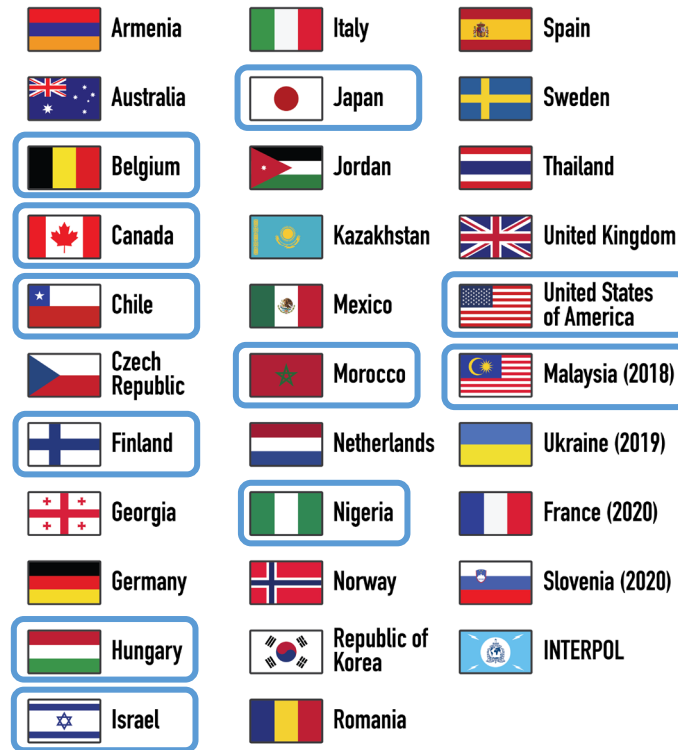 Armenia
Australia
Belgium
Canada
Chile
Czech
Republic
Finland
Georgia
Germany
Hungary
Israel
Italy
Japan
Jordan
Kazakhstan
Mexico
Morocco
Netherlands
Nigeria
Norway
Republic of
Korea
Romania
Spain
Sweden
Thailand
United Kingdom
United States
of America
Malaysia (2018)
Ukraine (2019)
France (2020)
Slovenia (2020)
INTERPOL